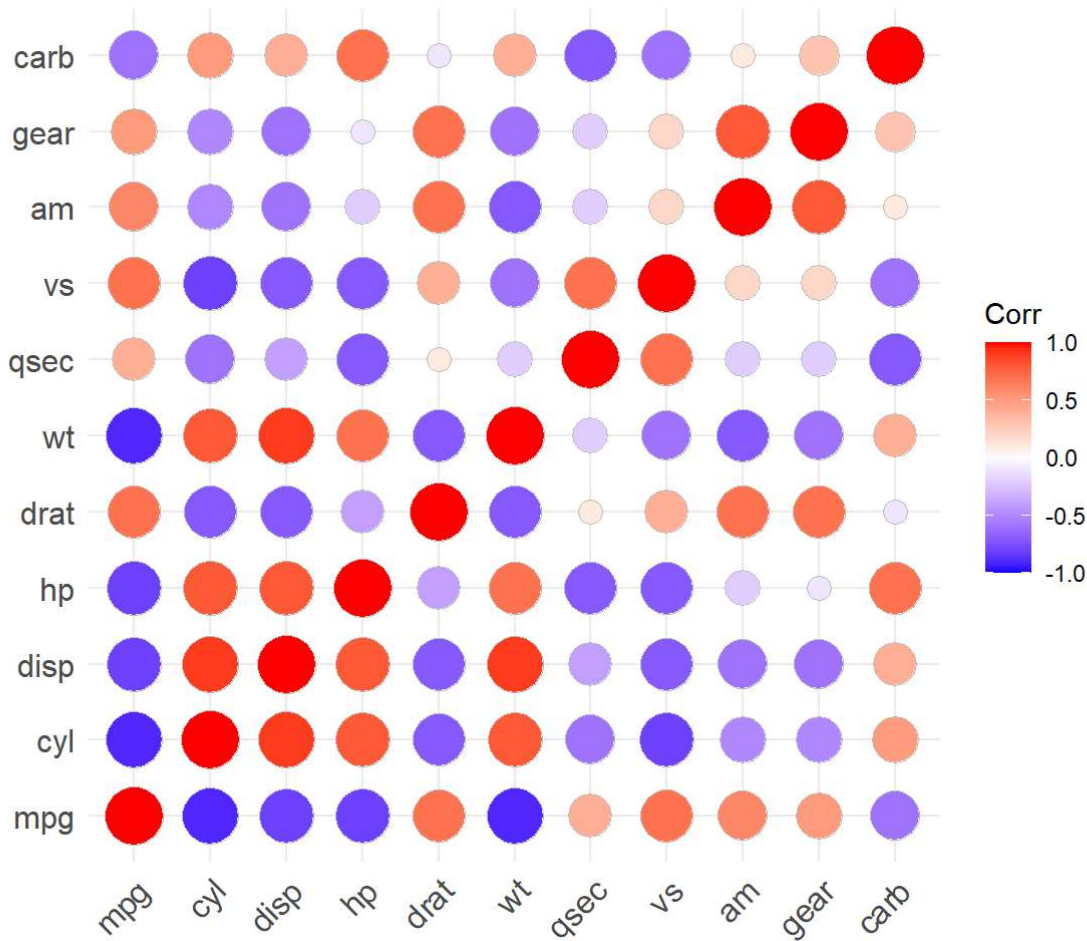 carb
gear
am
vs
qsec
wt
drat
hp
disp
cyl
mpg
mpg cyl disp hp drat wt qsec vs am gear carb
Corr
1.0
0.5
0.0
-0.5
-1.0